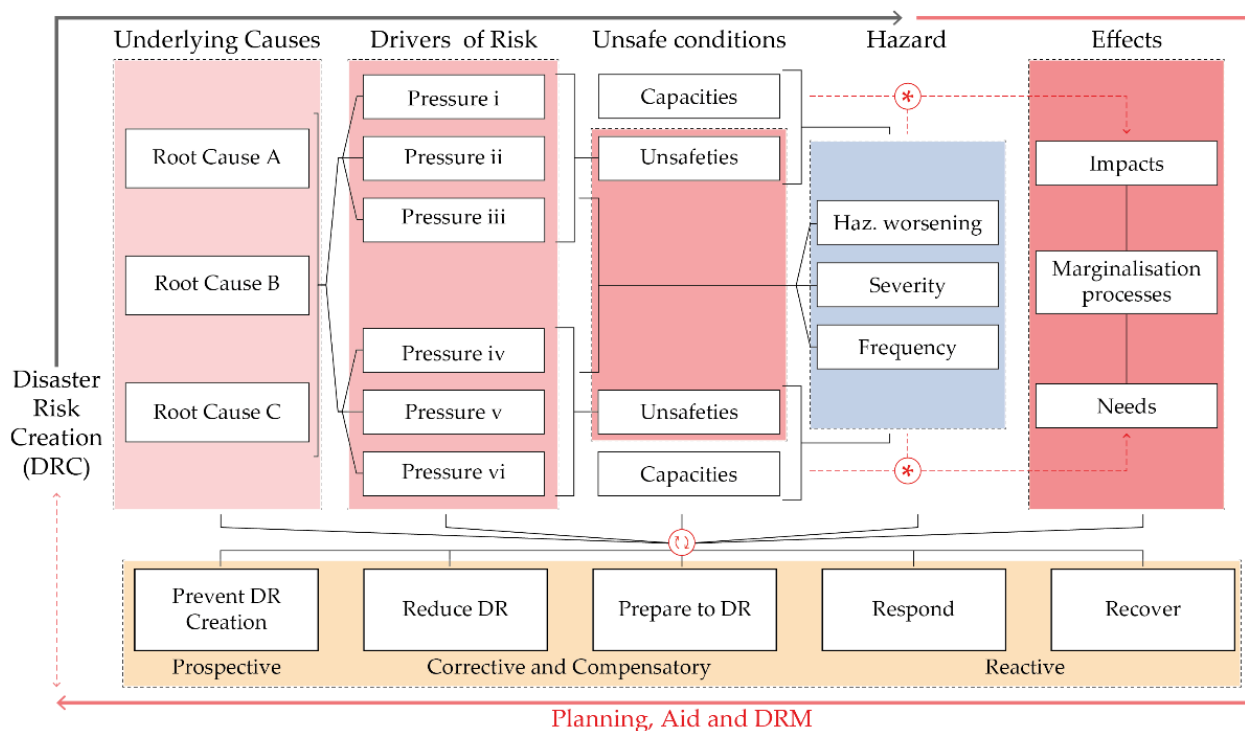 Underlying Causes
Drivers of Risk
Unsafe conditions
Hazard
Effects
Root Cause A
Root Cause B
Root Cause C
Pressure i
Pressure ii
Pressure iii
Pressure iv
Pressure v
Pressure vi
Capacities
Unsafeties
Unsafeties
Capacities
*
*
Haz. worsening
Severity
Frequency
Impacts
Marginalisation
processes
Needs
Disaster
Risk
Creation
(DRC)
Prevent DR
Creation
Reduce DR
Prepare to DR
Respond
Recover
Prospective
Corrective and Compensatory
Reactive
Planning, Aid and DRM